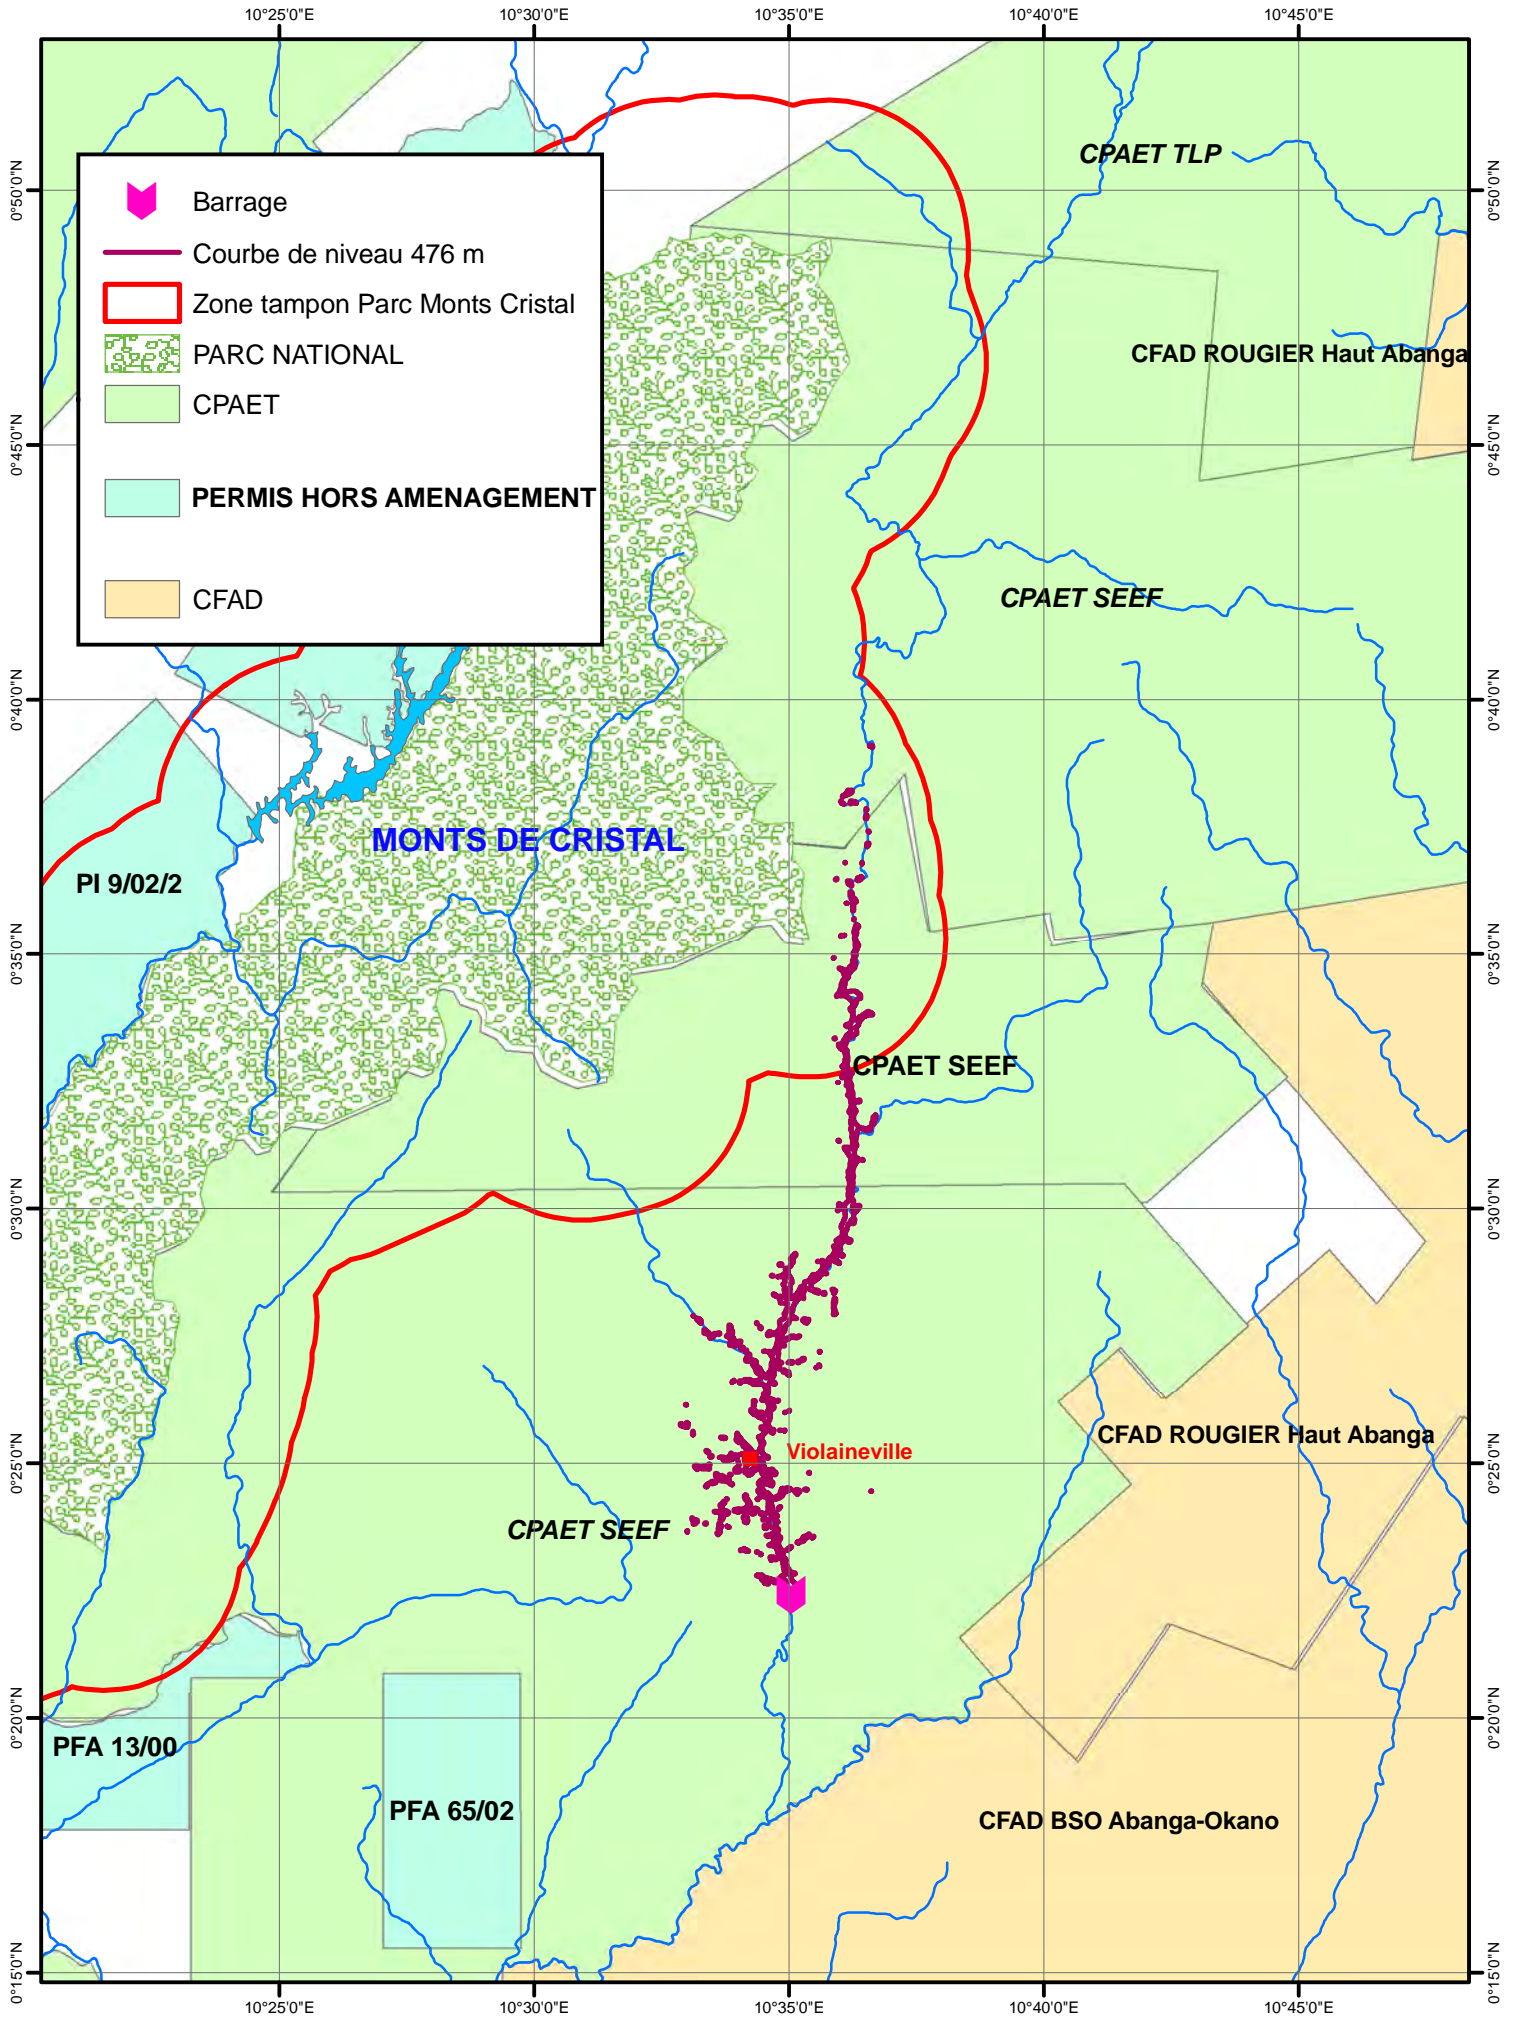 10°25'0"E
10°30'0"E
10°35'0"E
10°40'0"E
10°45'0"E
0°50'0"N
0°50'0"N
0°45'0"N
0°45'0"N
0°40'0"N
0°40'0"N
0°35'0"N
0°35'0"N
0°30'0"N
0°30'0"N
0°25'0"N
0°25'0"N
0°20'0"N
0°20'0"N
0°15'0"N
0°15'0"N
Barrage
Courbe de niveau 476 m
Zone tampon Parc Monts Cristal
PARC NATIONAL
CPAET
PERMIS HORS AMENAGEMENT
CFAD
CPAET TLP
CFAD ROUGIER Haut Abanga
CPAET SEEF
MONTS DE CRISTAL
PI 9/02/2
CPAET SEEF
CFAD ROUGIER Haut Abanga
Violaineville
CPAET SEEF
PFA 13/00
PFA 65/02
CFAD BSO Abanga-Okano
10°25'0"E
10°30'0"E
10°35'0"E
10°40'0"E
10°45'0"E